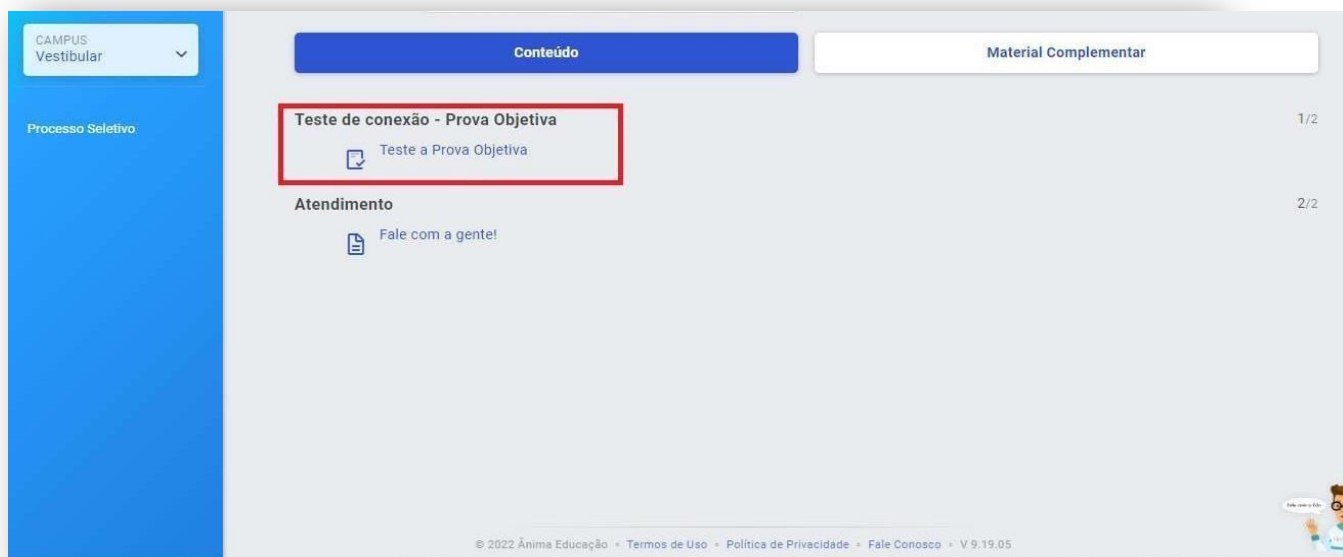 CAMPUS
Vestibular
Processo Seletivo
Conteúdo
Material Complementar
Teste de conexão - Prova Objetiva
1/2
Teste a Prova Objetiva
Atendimento
2/2
Fale com a gente!
© 2022 Ânima Educação • Termos de Uso • Política de Privacidade • Fale Conosco • V 9.19.05